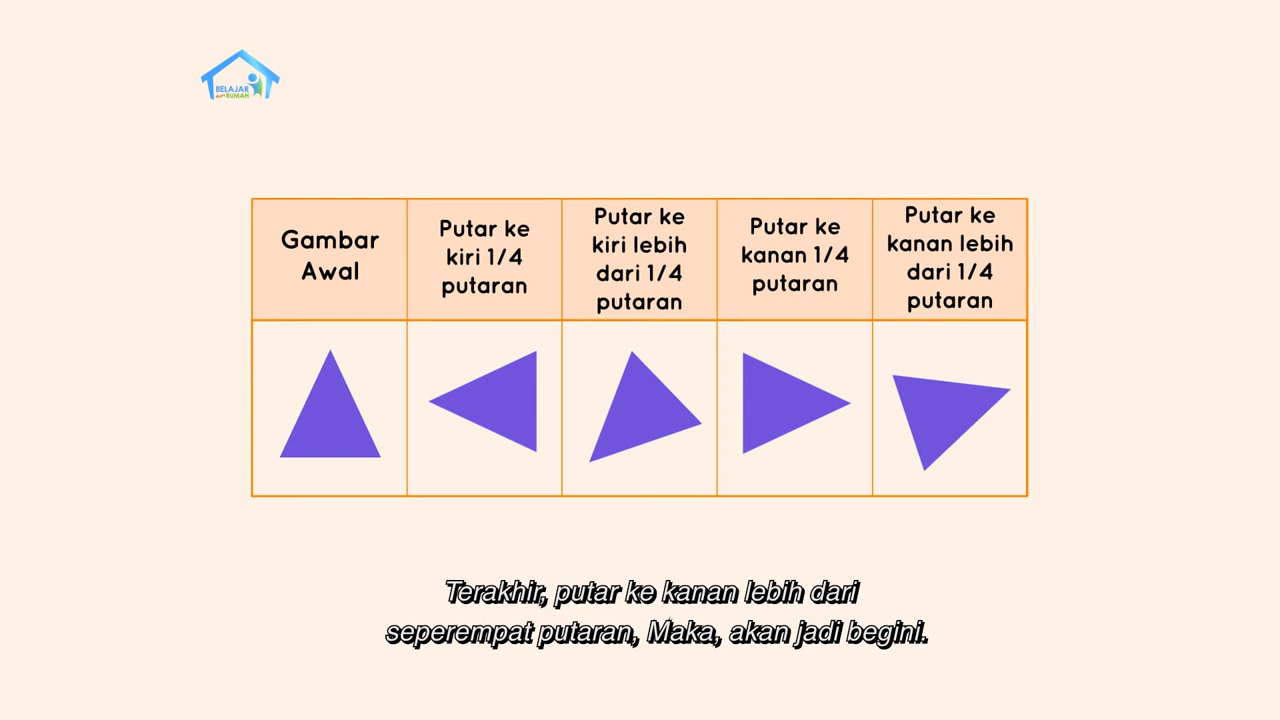 BELAJAR
dari RUMAH
Gambar
Awal
Putar ke
kiri 1/4
putaran
Putar ke
kiri lebih
dari 1/4
putaran
Putar ke
kanan 1/4
putaran
Putar ke
kanan lebih
dari 1/4
putaran
Terakhir, putar ke kanan lebih dari
seperempat putaran, Maka, akan jadi begini.